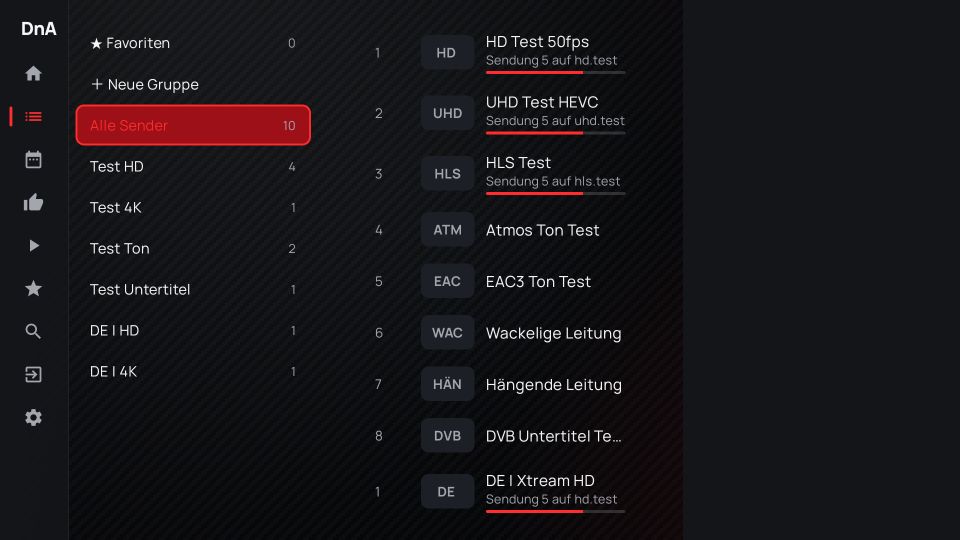 DnA
★ Favoriten 0
+ Neue Gruppe
Alle Sender 10
Test HD 4
Test 4K 1
Test Ton 2
Test Untertitel 1
DE | HD 1
DE | 4K 1
1 HD HD Test 50fps
Sendung 5 auf hd.test
2 UHD UHD Test HEVC
Sendung 5 auf uhd.test
3 HLS HLS Test
Sendung 5 auf hls.test
4 ATM Atmos Ton Test
5 EAC EAC3 Ton Test
6 WAC Wackelige Leitung
7 HÄN Hängende Leitung
8 DVB DVB Untertitel Te...
1 DE DE | Xtream HD
Sendung 5 auf hd.test